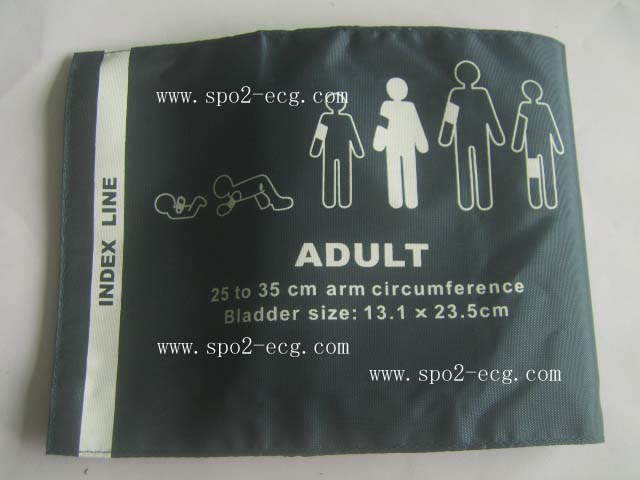 www.spo2-ecg.com
INDEX LINE
ADULT
25 to 35 cm arm circumference
Bladder size: 13.1 x 23.5cm
www.spo2-ecg.com
www.spo2-ecg.com